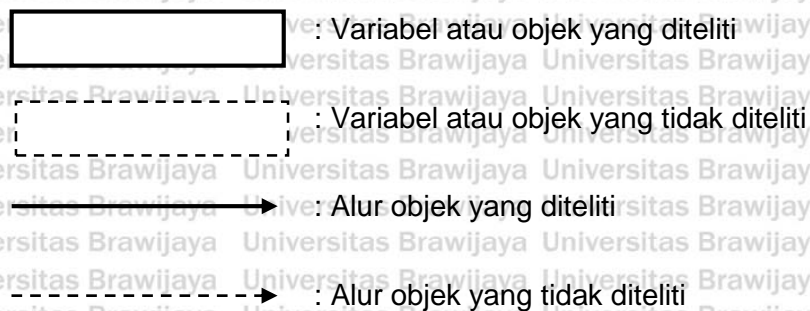 : Variabel atau objek yang diteliti
: Variabel atau objek yang tidak diteliti
: Alur objek yang diteliti
: Alur objek yang tidak diteliti